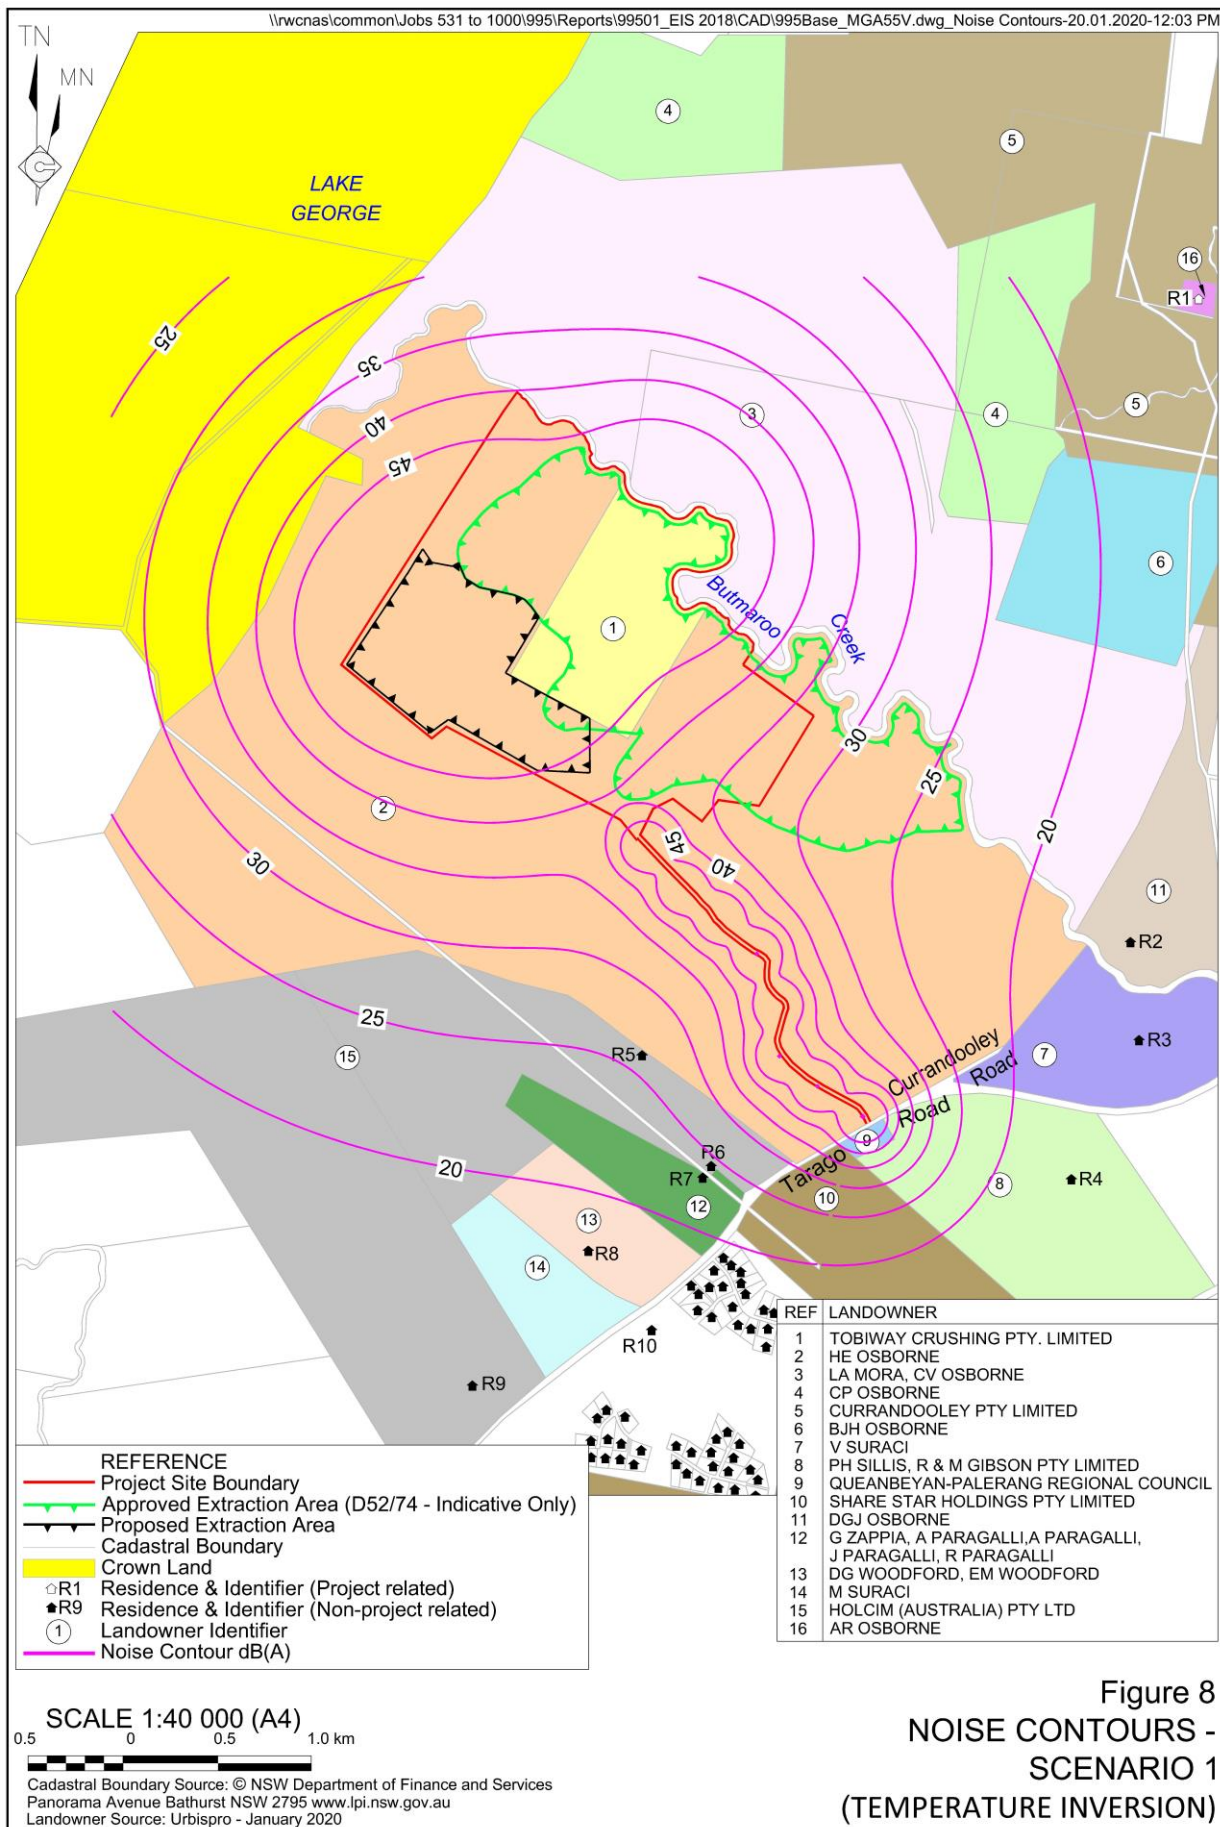 \\rwcnas\common\Jobs 531 to 1000\995\Reports\99501_EIS 2018\CAD\995Base_MGA55V.dwg_Noise Contours-20.01.2020-12:03 PM
TN
MN
4
5
LAKE
GEORGE
16
R1
25
35
3
4
5
40
45
6
1
Butmaroo
Creek
30
25
2
20
45
40
30
11
R2
25
Currandooley
Road
7
R3
15
R5
Road
9
Tarago
R6
R7
8
R4
20
12
10
13
R8
14
R10
R9
REF LANDOWNER
1 TOBIWAY CRUSHING PTY. LIMITED
2 HE OSBORNE
3 LA MORA, CV OSBORNE
4 CP OSBORNE
5 CURRANDOOLEY PTY LIMITED
6 BJH OSBORNE
7 V SURACI
8 PH SILLIS, R & M GIBSON PTY LIMITED
9 QUEANBEYAN-PALERANG REGIONAL COUNCIL
10 SHARE STAR HOLDINGS PTY LIMITED
11 DGJ OSBORNE
12 G ZAPPIA, A PARAGALLI,A PARAGALLI,
J PARAGALLI, R PARAGALLI
13 DG WOODFORD, EM WOODFORD
14 M SURACI
15 HOLCIM (AUSTRALIA) PTY LTD
16 AR OSBORNE
REFERENCE
Project Site Boundary
Approved Extraction Area (D52/74 - Indicative Only)
Proposed Extraction Area
Cadastral Boundary
Crown Land
R1 Residence & Identifier (Project related)
R9 Residence & Identifier (Non-project related)
1 Landowner Identifier
Noise Contour dB(A)
SCALE 1:40 000 (A4)
0.5 0 0.5 1.0 km
Cadastral Boundary Source: © NSW Department of Finance and Services
Panorama Avenue Bathurst NSW 2795 www.lpi.nsw.gov.au
Landowner Source: Urbispro - January 2020
Figure 8
NOISE CONTOURS -
SCENARIO 1
(TEMPERATURE INVERSION)